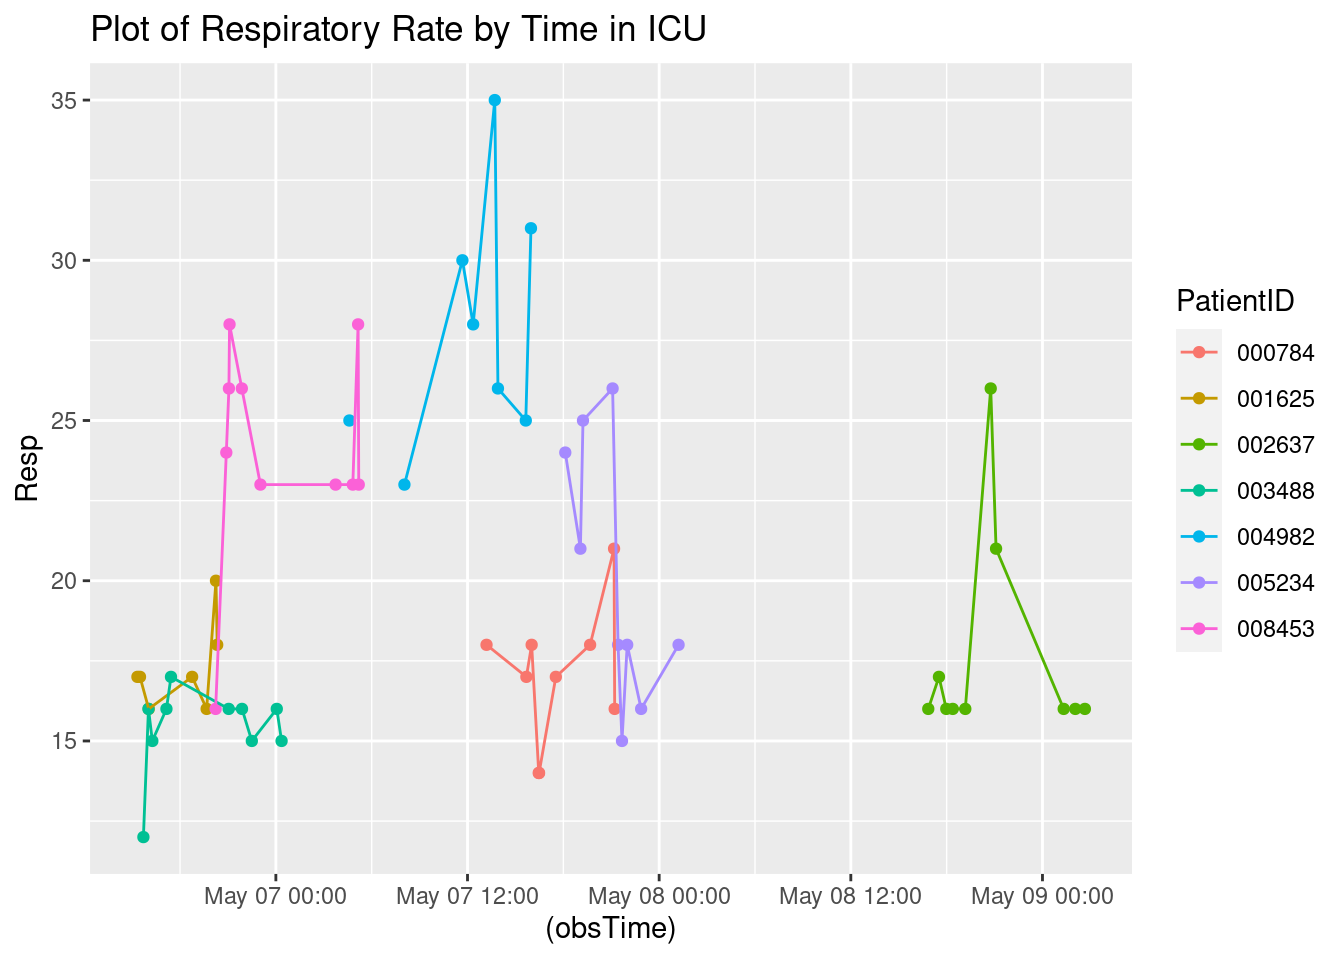 Plot of Respiratory Rate by Time in ICU
35
30
25
20
15
Resp
May 07 00:00
May 07 12:00
May 08 00:00
May 08 12:00
May 09 00:00
(obsTime)
PatientID
000784
001625
002637
003488
004982
005234
008453